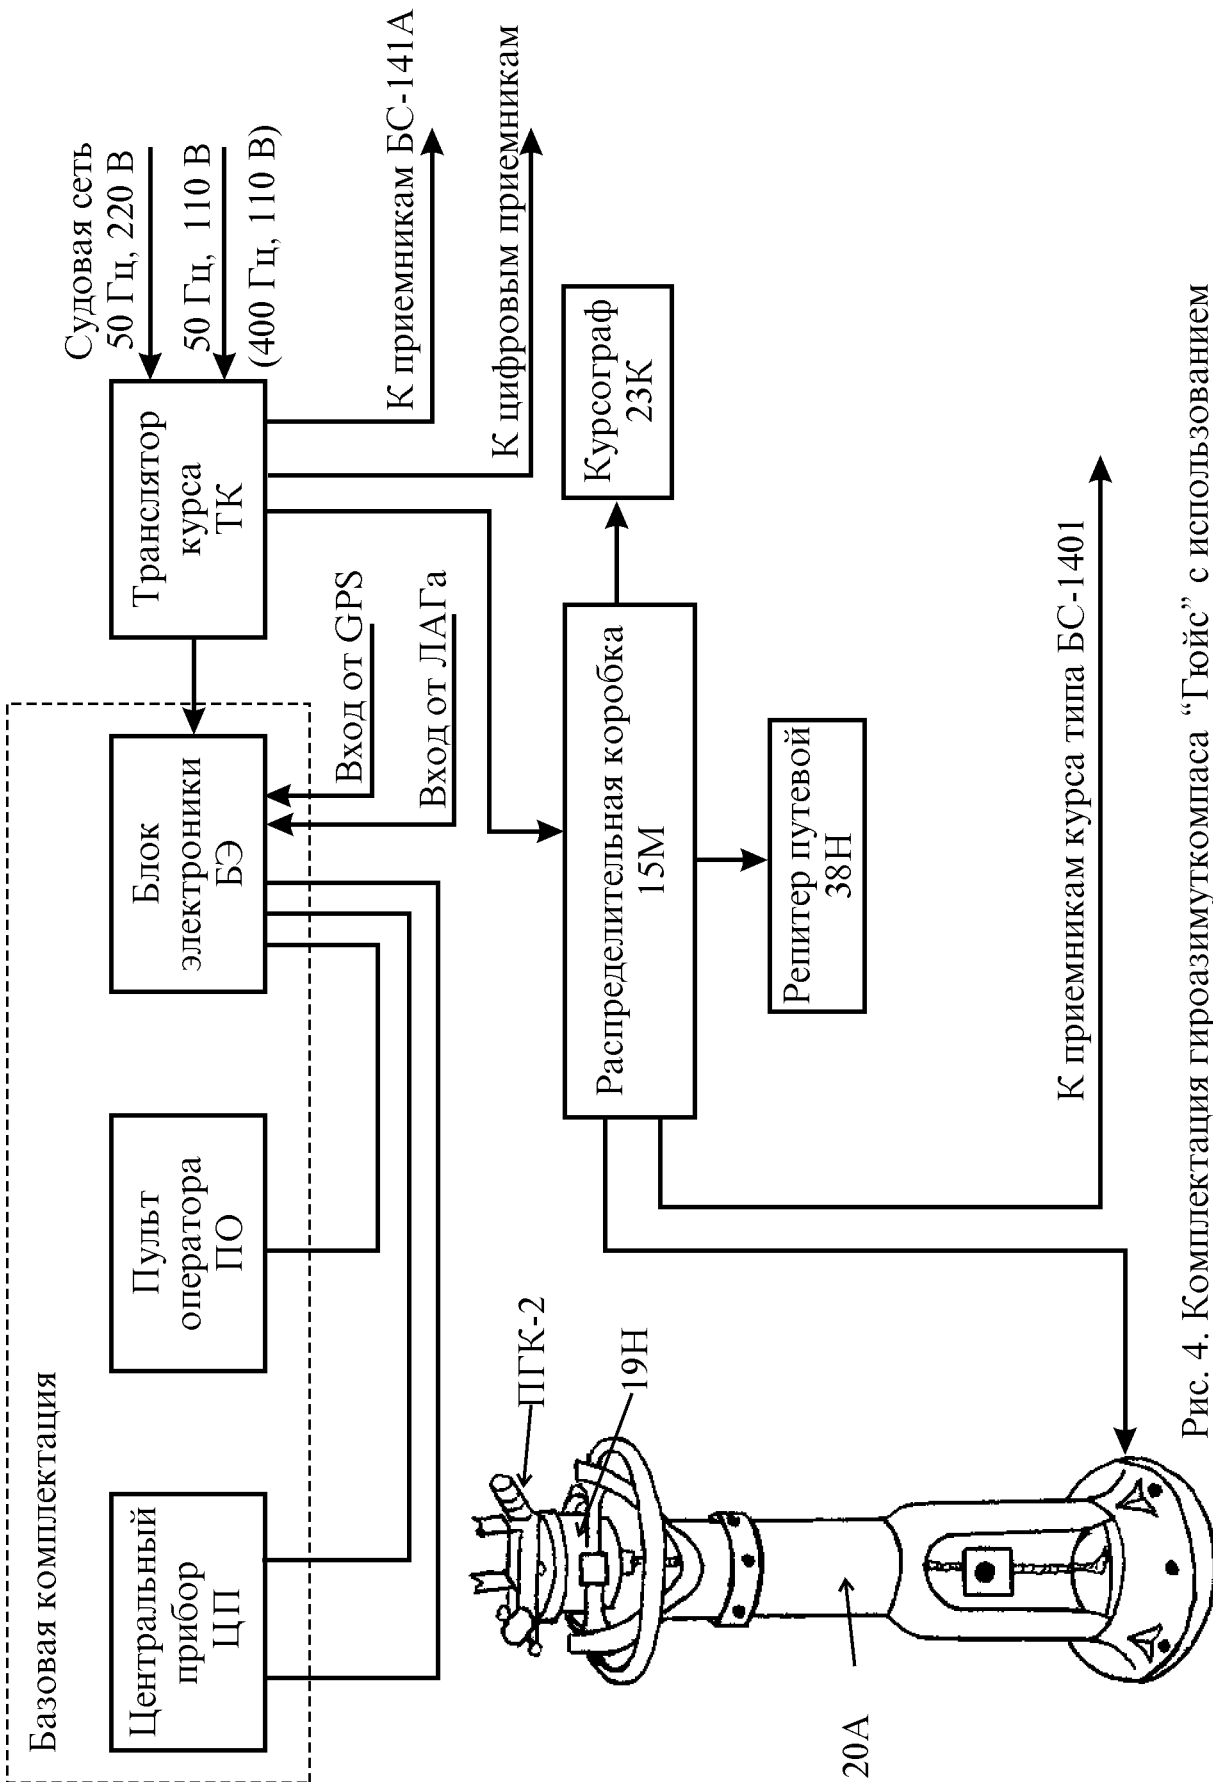 Базовая комплектация
Центральный
прибор
ЦП
Пульт
оператора
ПО
Блок
электроники
БЭ
Транслятор
курса
ТК
Судовая сеть
50 Гц, 220 В
50 Гц, 110 В
(400 Гц, 110 В)
Вход от GPS
Вход от ЛАГа
К приемникам БС-141А
К цифровым приемникам
ПГК-2
19Н
20А
Распределительная коробка
15М
Курсограф
23К
Репитер путевой
38Н
К приемникам курса типа БС-1401
Рис. 4. Комплектация гироазимуткомпаса “Гюйс” с использованием